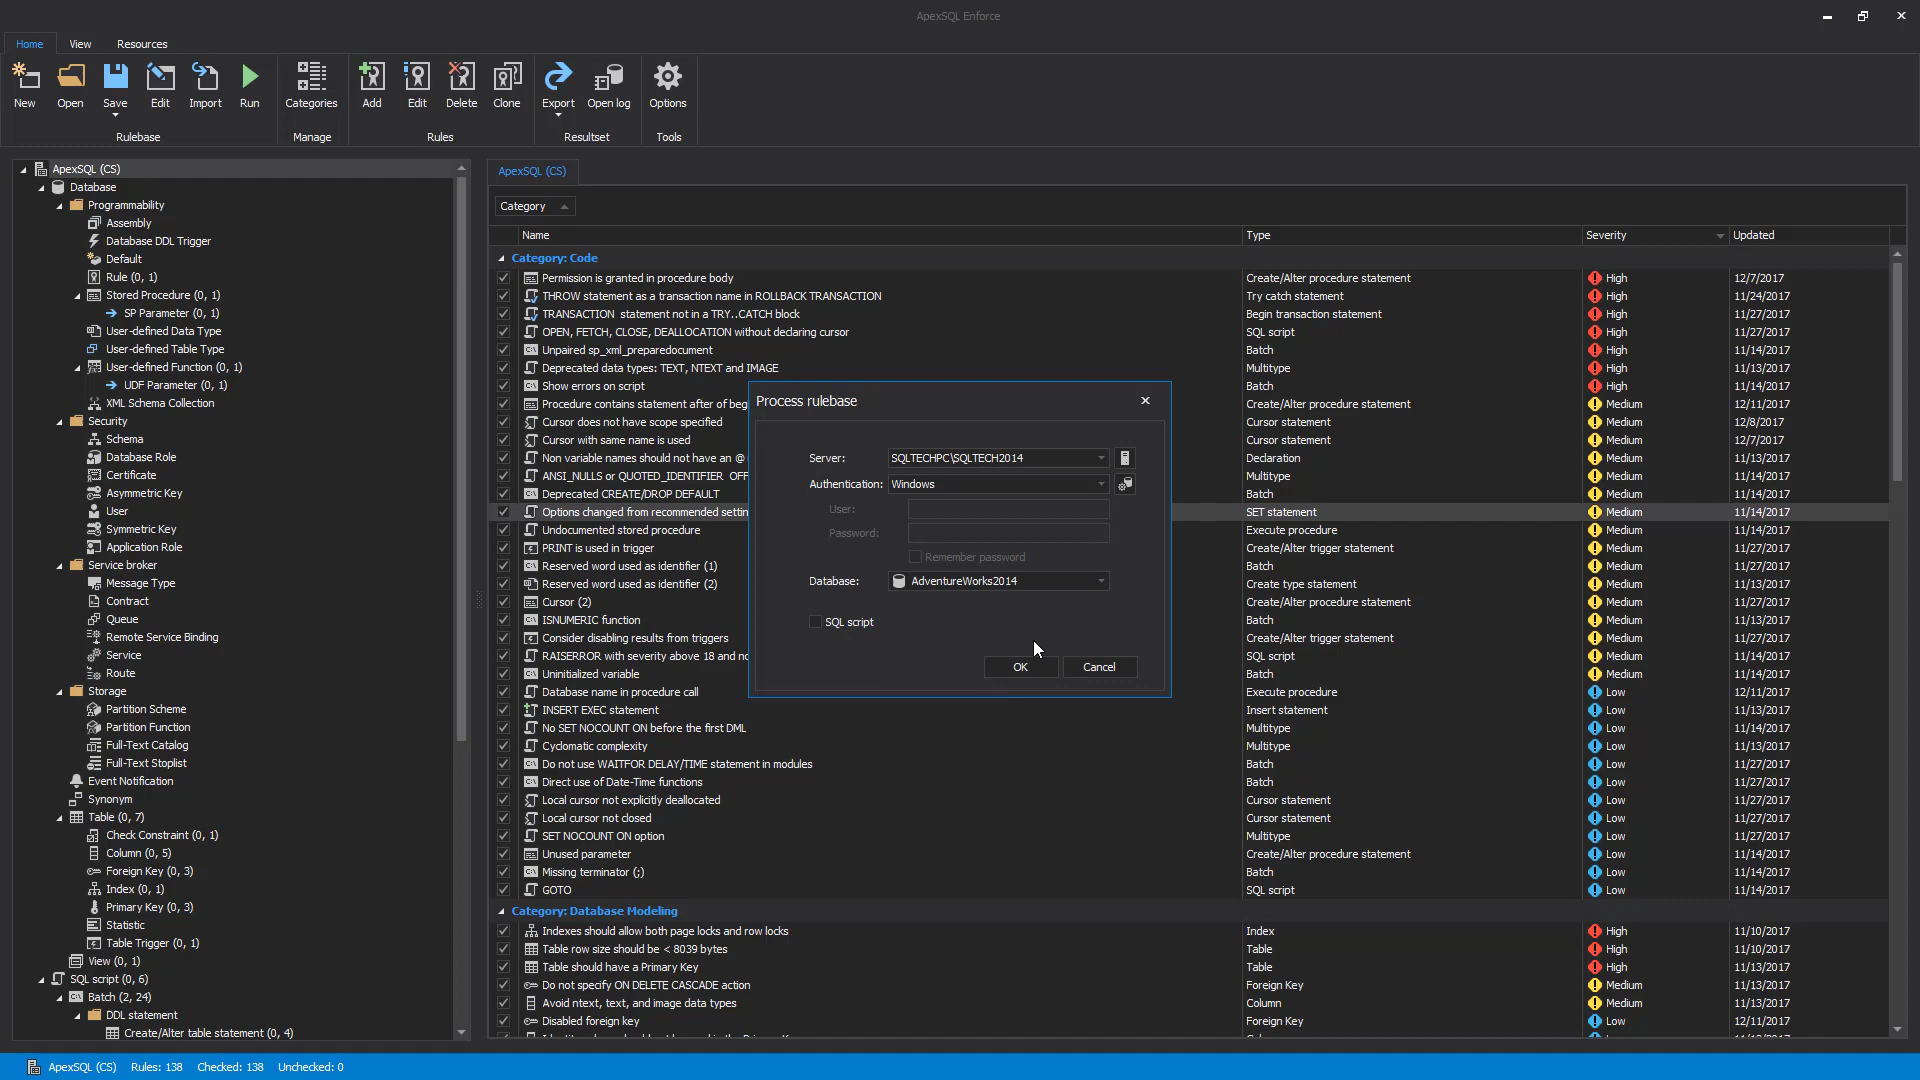 ApexSQL Enforce
Home View Resources
New Open Save Edit Import Run Categories Add Edit Delete Clone Export Open log Options
Rulebase Manage Rules Resultset Tools
ApexSQL (CS)
Database
Programmability
Assembly
Database DDL Trigger
Default
Rule (0, 1)
Stored Procedure (0, 1)
SP Parameter (0, 1)
User-defined Data Type
User-defined Table Type
User-defined Function (0, 1)
UDF Parameter (0, 1)
XML Schema Collection
Security
Schema
Database Role
Certificate
Asymmetric Key
User
Symmetric Key
Application Role
Service broker
Message Type
Contract
Queue
Remote Service Binding
Service
Route
Storage
Partition Scheme
Partition Function
Full-Text Catalog
Full-Text Stoplist
Event Notification
Synonym
Table (0, 7)
Check Constraint (0, 1)
Column (0, 5)
Foreign Key (0, 3)
Index (0, 1)
Primary Key (0, 3)
Statistic
Table Trigger (0, 1)
View (0, 1)
SQL script (0, 6)
Batch (2, 24)
DDL statement
Create/Alter table statement (0, 4)
ApexSQL (CS)
Category
Name Type Severity Updated
Category: Code
Permission is granted in procedure body Create/Alter procedure statement High 12/7/2017
THROW statement as a transaction name in ROLLBACK TRANSACTION Try catch statement High 11/24/2017
TRANSACTION statement not in a TRY..CATCH block Begin transaction statement High 11/27/2017
OPEN, FETCH, CLOSE, DEALLOCATION without declaring cursor SQL script High 11/27/2017
Unpaired sp_xml_preparedocument Batch High 11/14/2017
Deprecated data types: TEXT, NTEXT and IMAGE Multitype High 11/13/2017
Show errors on script Batch High 11/14/2017
Procedure contains statement after of beg Create/Alter procedure statement Medium 12/11/2017
Cursor does not have scope specified Cursor statement Medium 12/8/2017
Cursor with same name is used Cursor statement Medium 12/7/2017
Non variable names should not have an @ Declaration Medium 11/13/2017
ANSI_NULLS or QUOTED_IDENTIFIER OFF Multitype Medium 11/14/2017
Deprecated CREATE/DROP DEFAULT Batch Medium 11/14/2017
Options changed from recommended settin SET statement Medium 11/14/2017
Undocumented stored procedure Execute procedure Medium 11/14/2017
PRINT is used in trigger Create/Alter trigger statement Medium 11/27/2017
Reserved word used as identifier (1) Batch Medium 11/27/2017
Reserved word used as identifier (2) Create type statement Medium 11/13/2017
Cursor (2) Create/Alter procedure statement Medium 11/27/2017
ISNUMERIC function Batch Medium 11/13/2017
Consider disabling results from triggers Create/Alter trigger statement Medium 11/27/2017
RAISERROR with severity above 18 and no SQL script Medium 11/14/2017
Uninitialized variable Batch Medium 11/14/2017
Database name in procedure call Execute procedure Low 12/11/2017
INSERT EXEC statement Insert statement Low 11/13/2017
No SET NOCOUNT ON before the first DML Multitype Low 11/14/2017
Cyclomatic complexity Multitype Low 11/13/2017
Do not use WAITFOR DELAY/TIME statement in modules Batch Low 11/27/2017
Direct use of Date-Time functions Batch Low 11/27/2017
Local cursor not explicitly deallocated Cursor statement Low 11/27/2017
Local cursor not closed Cursor statement Low 11/27/2017
SET NOCOUNT ON option Multitype Low 11/27/2017
Unused parameter Create/Alter procedure statement Low 11/14/2017
Missing terminator (;) Batch Low 11/14/2017
GOTO SQL script Low 11/14/2017
Category: Database Modeling
Indexes should allow both page locks and row locks Index High 11/10/2017
Table row size should be < 8039 bytes Table High 11/10/2017
Table should have a Primary Key Table High 11/13/2017
Do not specify ON DELETE CASCADE action Foreign Key Medium 11/13/2017
Avoid ntext, text, and image data types Column Medium 11/13/2017
Disabled foreign key Foreign Key Low 12/11/2017
Process rulebase
Server: SQLTECHPC\SQLTECH2014
Authentication: Windows
User:
Password:
Remember password
Database: AdventureWorks2014
SQL script
OK Cancel
ApexSQL (CS) Rules: 138 Checked: 138 Unchecked: 0